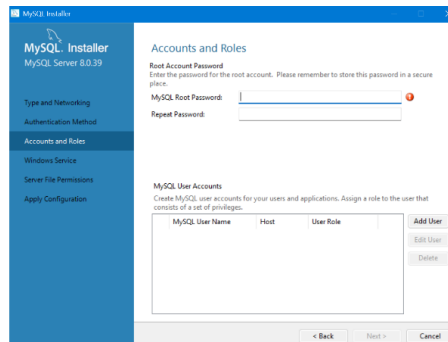 MySQL Installer
MySQL. Installer
MySQL Server 8.0.39
Type and Networking
Authentication Method
Accounts and Roles
Windows Service
Server File Permissions
Apply Configuration
Accounts and Roles
Root Account Password
Enter the password for the root account. Please remember to store this password in a secure
place.
MySQL Root Password:
Repeat Password:
MySQL User Accounts
Create MySQL user accounts for your users and applications. Assign a role to the user that
consists of a set of privileges.
MySQL User Name Host User Role
Add User
Edit User
Delete
< Back Next > Cancel